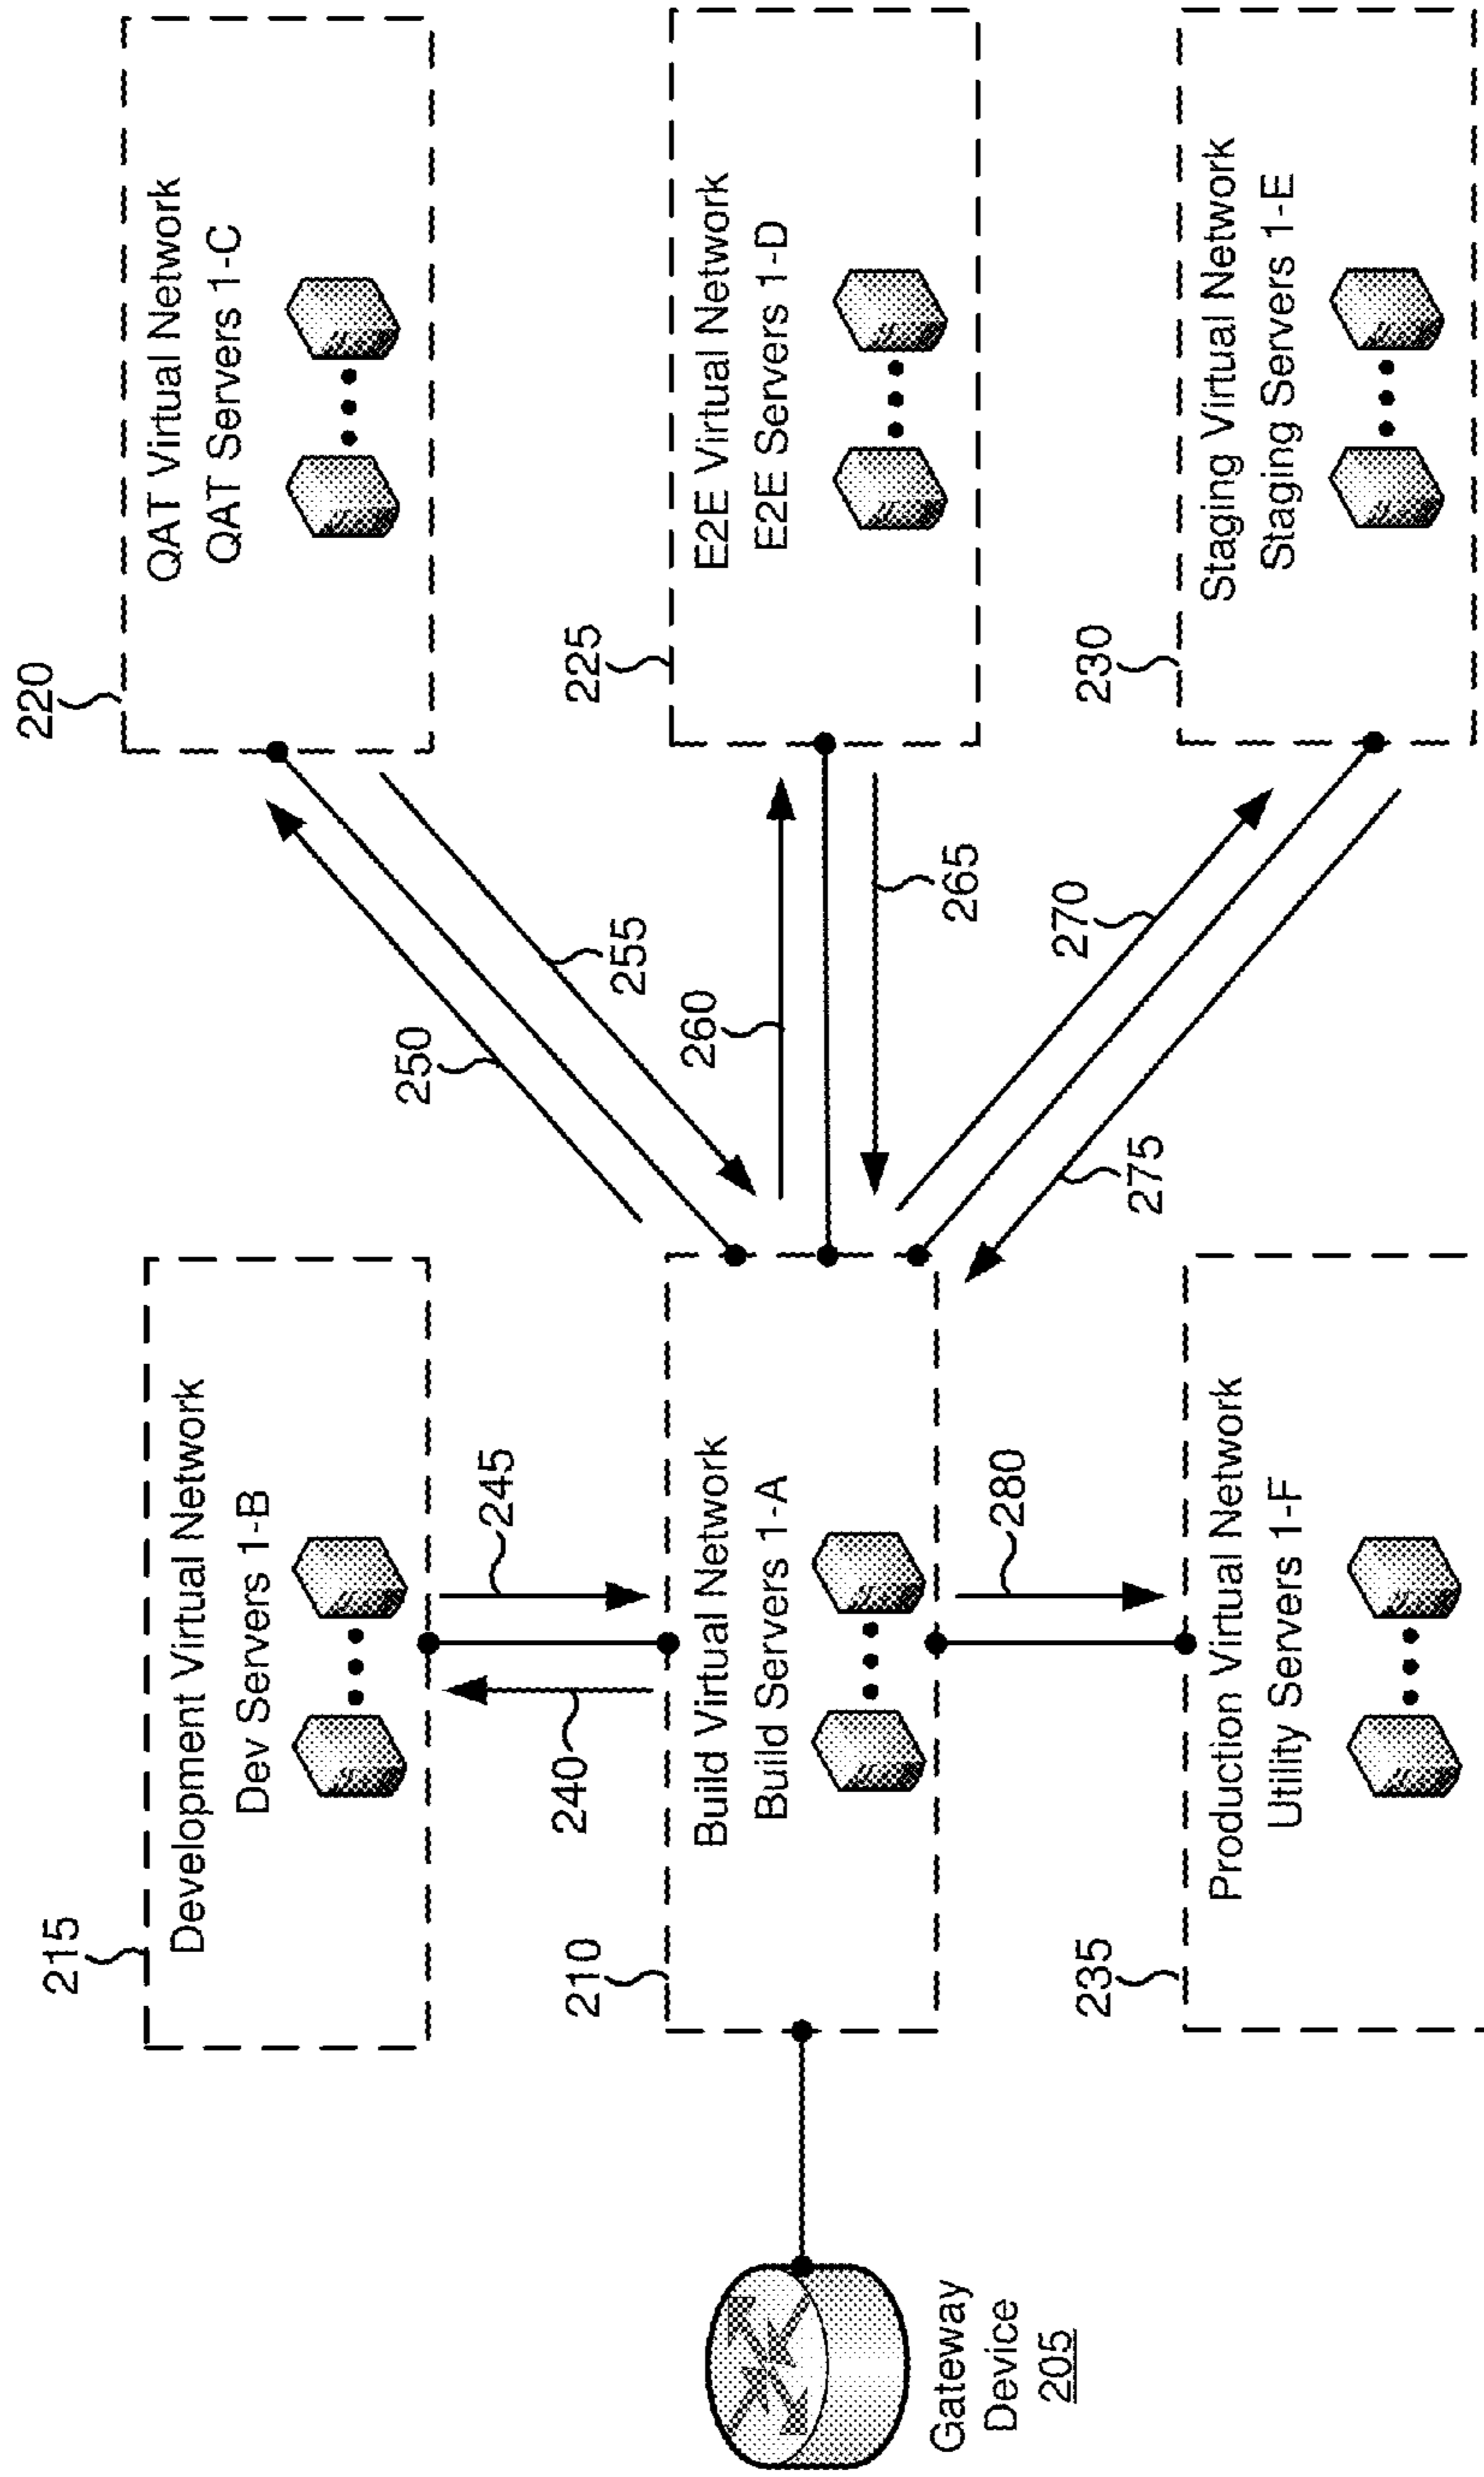 215
Development Virtual Network
Dev Servers 1-B
220
QAT Virtual Network
QAT Servers 1-C
240
245
250
255
Gateway
Device
205
210
Build Virtual Network
Build Servers 1-A
260
265
225
E2E Virtual Network
E2E Servers 1-D
280
270
275
235
Production Virtual Network
Utility Servers 1-F
230
Staging Virtual Network
Staging Servers 1-E